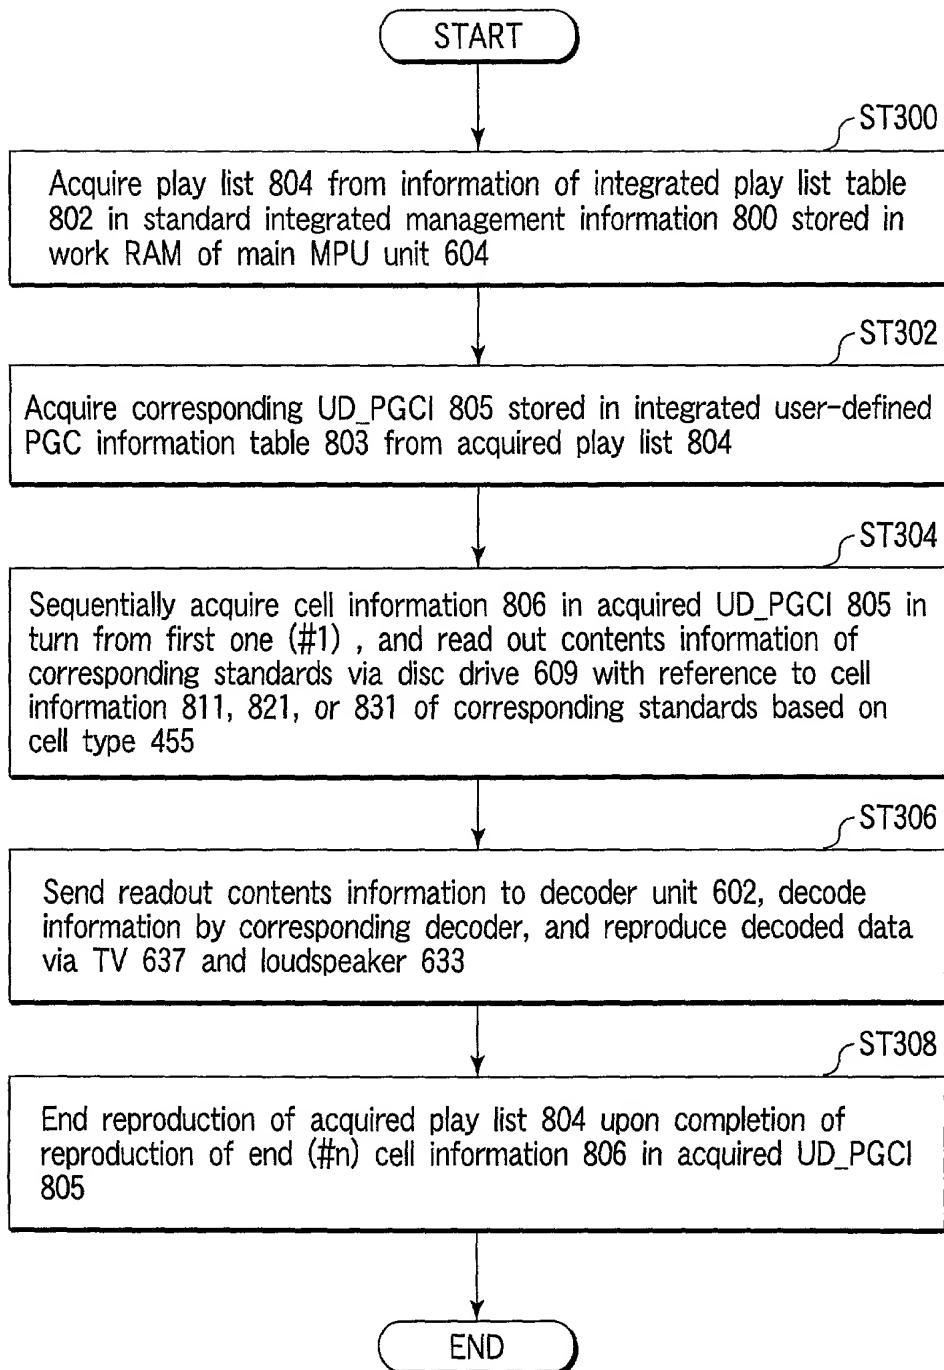 START
ST300
Acquire play list 804 from information of integrated play list table
802 in standard integrated management information 800 stored in
work RAM of main MPU unit 604
ST302
Acquire corresponding UD_PGCI 805 stored in integrated user-defined
PGC information table 803 from acquired play list 804
ST304
Sequentially acquire cell information 806 in acquired UD_PGCI 805 in
turn from first one (#1) , and read out contents information of
corresponding standards via disc drive 609 with reference to cell
information 811, 821, or 831 of corresponding standards based on
cell type 455
ST306
Send readout contents information to decoder unit 602, decode
information by corresponding decoder, and reproduce decoded data
via TV 637 and loudspeaker 633
ST308
End reproduction of acquired play list 804 upon completion of
reproduction of end (#n) cell information 806 in acquired UD_PGCI
805
END